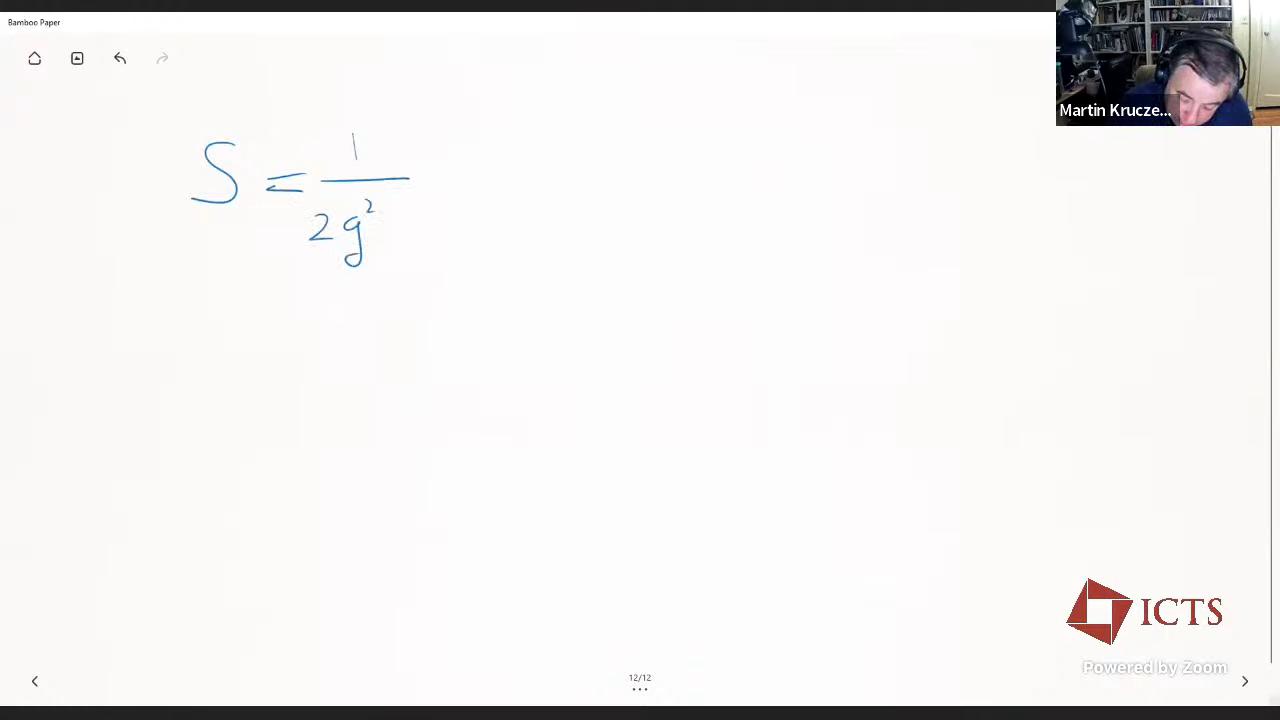 Bamboo Paper
Martin Krucze...
S = 1 / 2g²
ICTS
Powered by Zoom
12/12